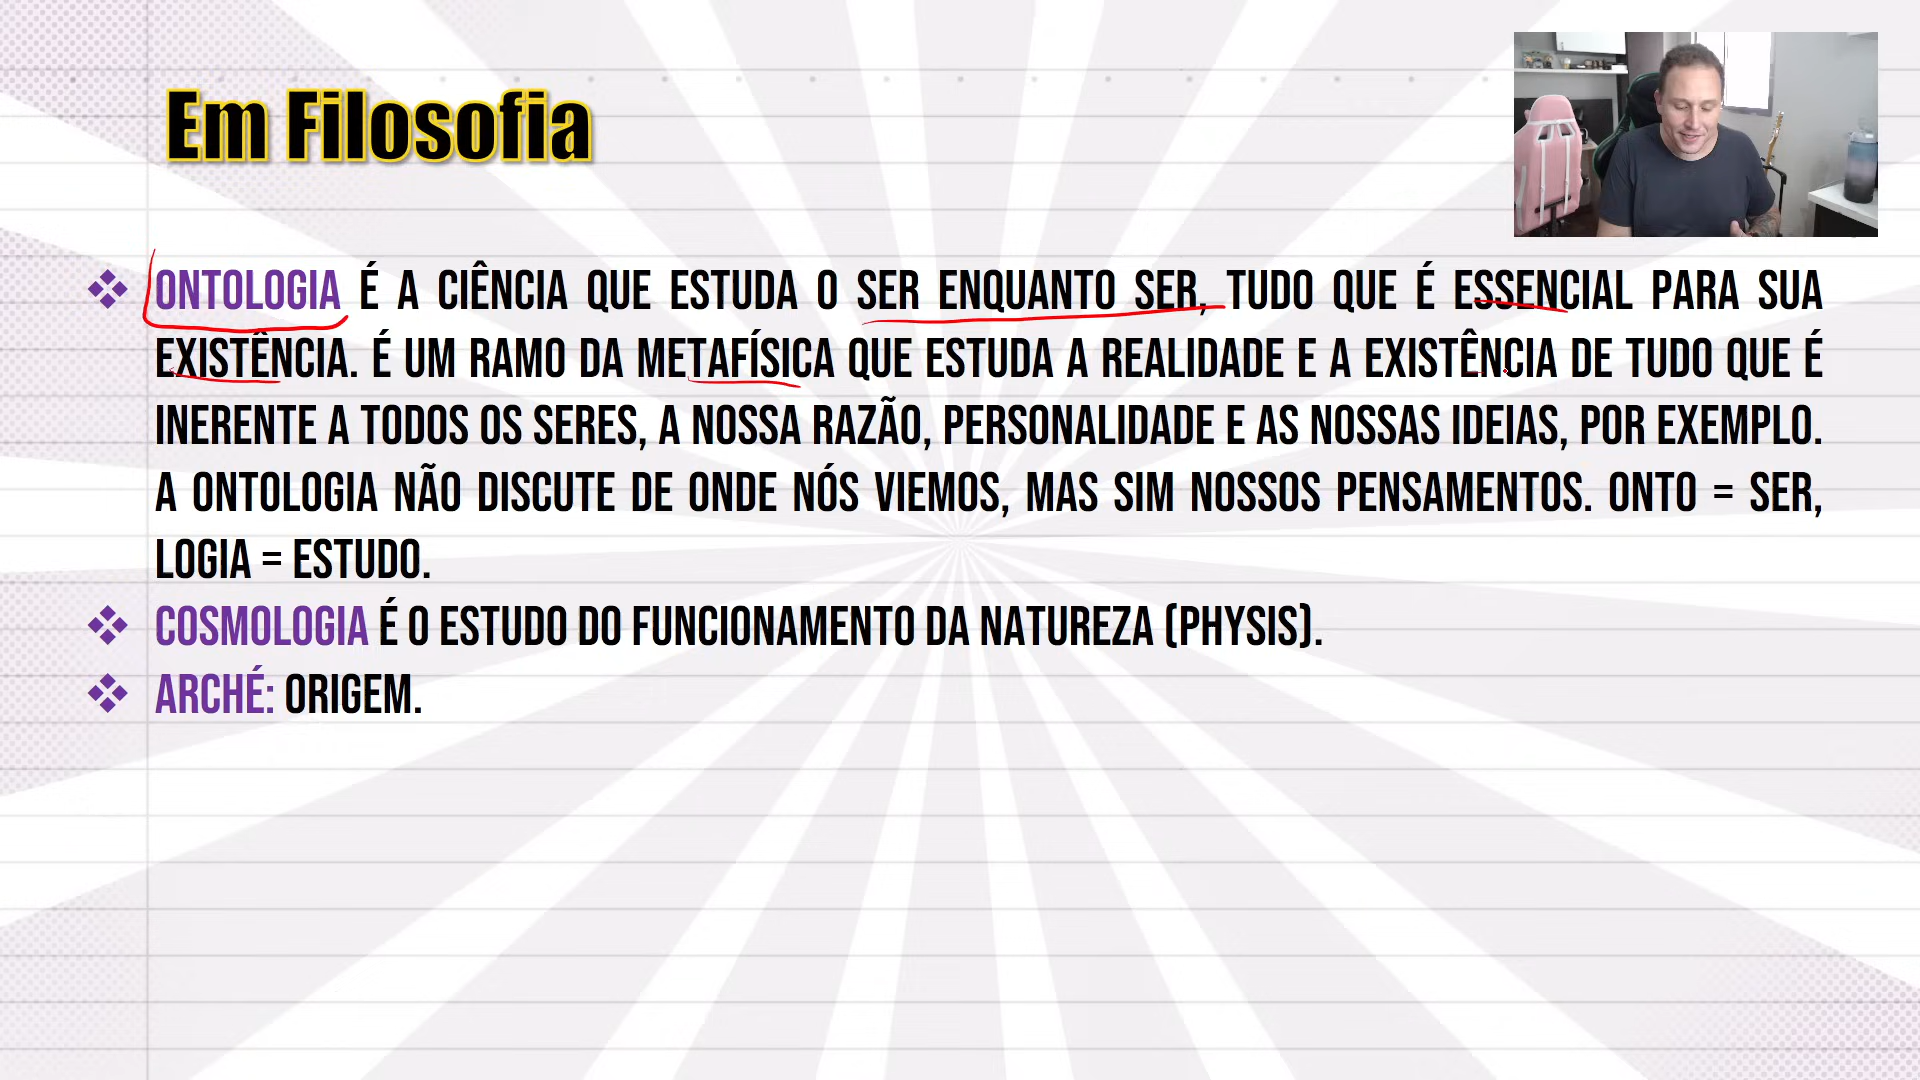 Em Filosofia
ONTOLOGIA É A CIÊNCIA QUE ESTUDA O SER ENQUANTO SER, TUDO QUE É ESSENCIAL PARA SUA
EXISTÊNCIA. É UM RAMO DA METAFÍSICA QUE ESTUDA A REALIDADE E A EXISTÊNCIA DE TUDO QUE É
INERENTE A TODOS OS SERES, A NOSSA RAZÃO, PERSONALIDADE E AS NOSSAS IDEIAS, POR EXEMPLO.
A ONTOLOGIA NÃO DISCUTE DE ONDE NÓS VIEMOS, MAS SIM NOSSOS PENSAMENTOS. ONTO = SER,
LOGIA = ESTUDO.
COSMOLOGIA É O ESTUDO DO FUNCIONAMENTO DA NATUREZA (PHYSIS).
ARCHÉ: ORIGEM.